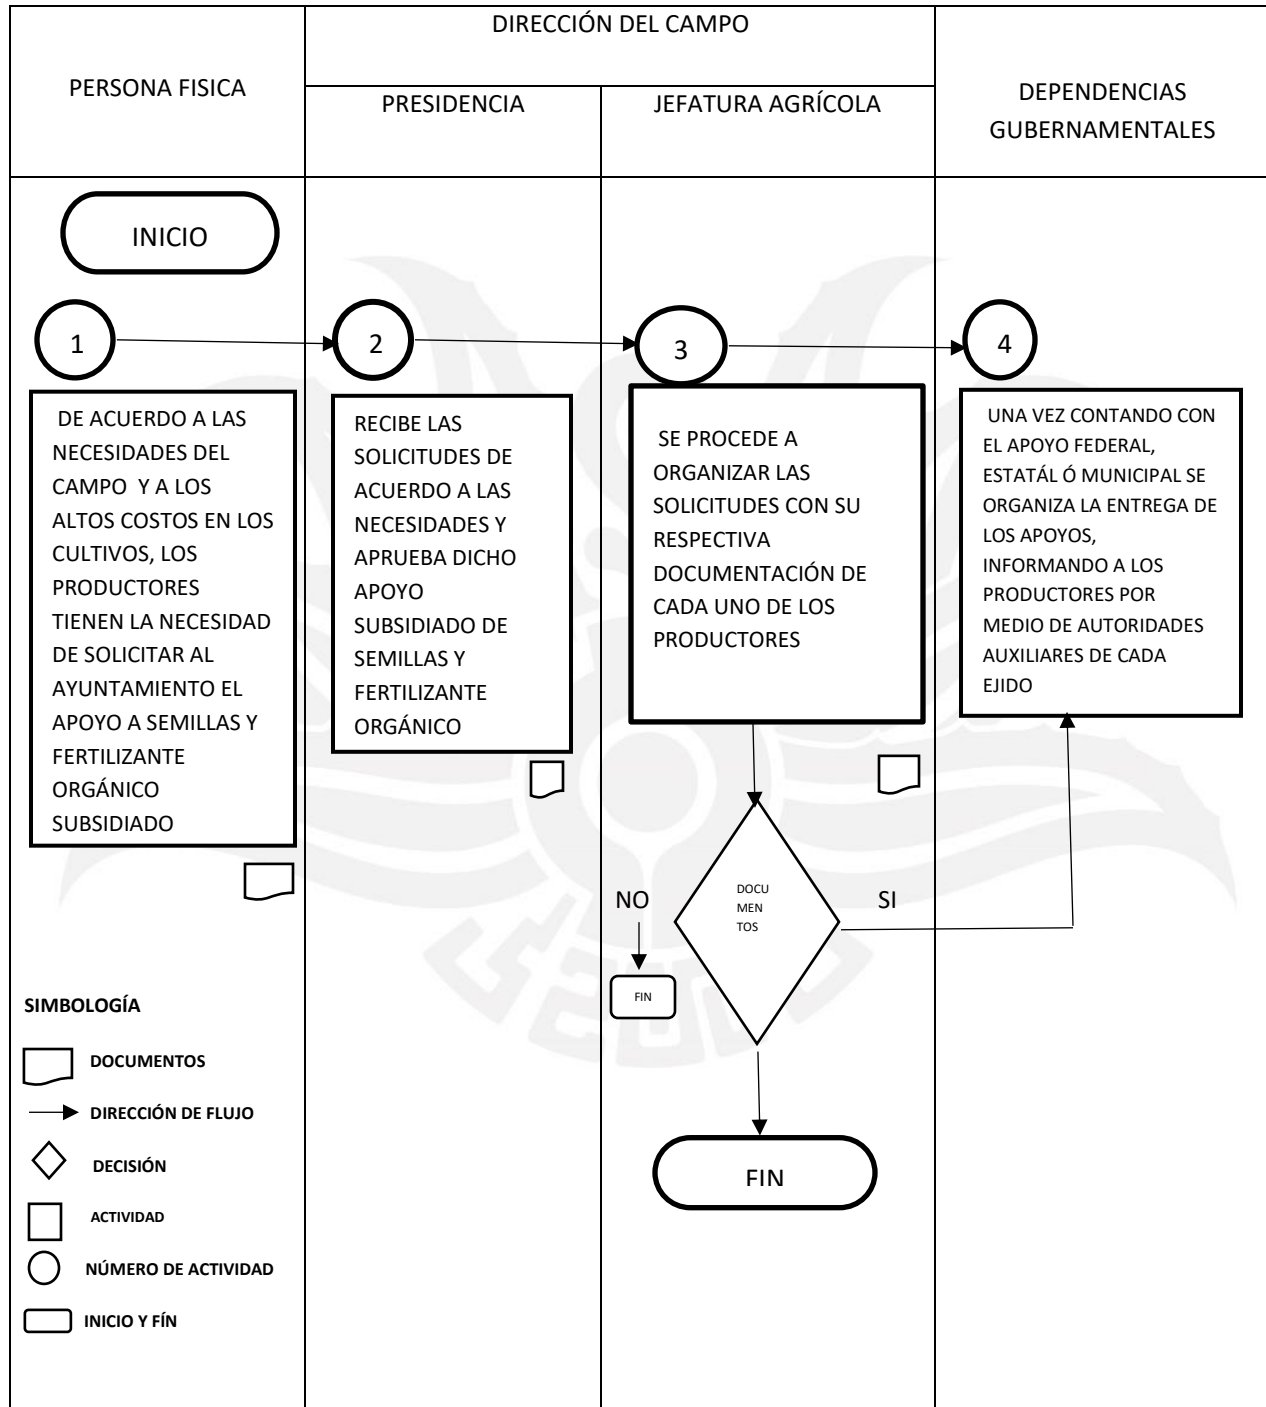 DIRECCIÓN DEL CAMPO
PERSONA FISICA
PRESIDENCIA
JEFATURA AGRÍCOLA
DEPENDENCIAS
GUBERNAMENTALES
INICIO
1
2
3
4
DE ACUERDO A LAS
NECESIDADES DEL
CAMPO Y A LOS
ALTOS COSTOS EN LOS
CULTIVOS, LOS
PRODUCTORES
TIENEN LA NECESIDAD
DE SOLICITAR AL
AYUNTAMIENTO EL
APOYO A SEMILLAS Y
FERTILIZANTE
ORGÁNICO
SUBSIDIADO
RECIBE LAS
SOLICITUDES DE
ACUERDO A LAS
NECESIDADES Y
APRUEBA DICHO
APOYO
SUBSIDIADO DE
SEMILLAS Y
FERTILIZANTE
ORGÁNICO
SE PROCEDE A
ORGANIZAR LAS
SOLICITUDES CON SU
RESPECTIVA
DOCUMENTACIÓN DE
CADA UNO DE LOS
PRODUCTORES
UNA VEZ CONTANDO CON
EL APOYO FEDERAL,
ESTATÁL Ó MUNICIPAL SE
ORGANIZA LA ENTREGA DE
LOS APOYOS,
INFORMANDO A LOS
PRODUCTORES POR
MEDIO DE AUTORIDADES
AUXILIARES DE CADA
EJIDO
NO
DOCU
MEN
TOS
SI
FIN
FIN
SIMBOLOGÍA
DOCUMENTOS
DIRECCIÓN DE FLUJO
DECISIÓN
ACTIVIDAD
NÚMERO DE ACTIVIDAD
INICIO Y FÍN